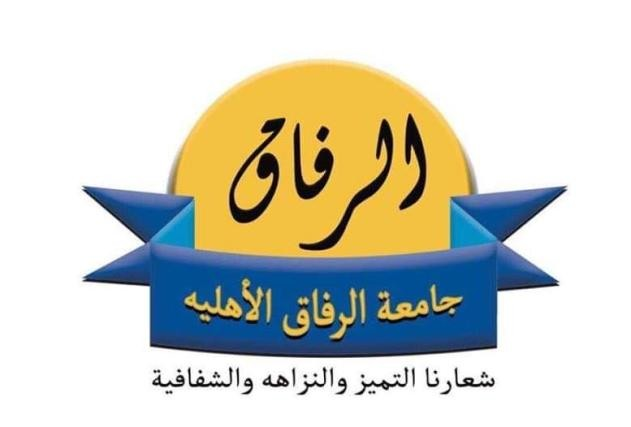 الرفاق
جامعة الرفاق الأهليه
شعارنا التميز والنزاهه والشفافية